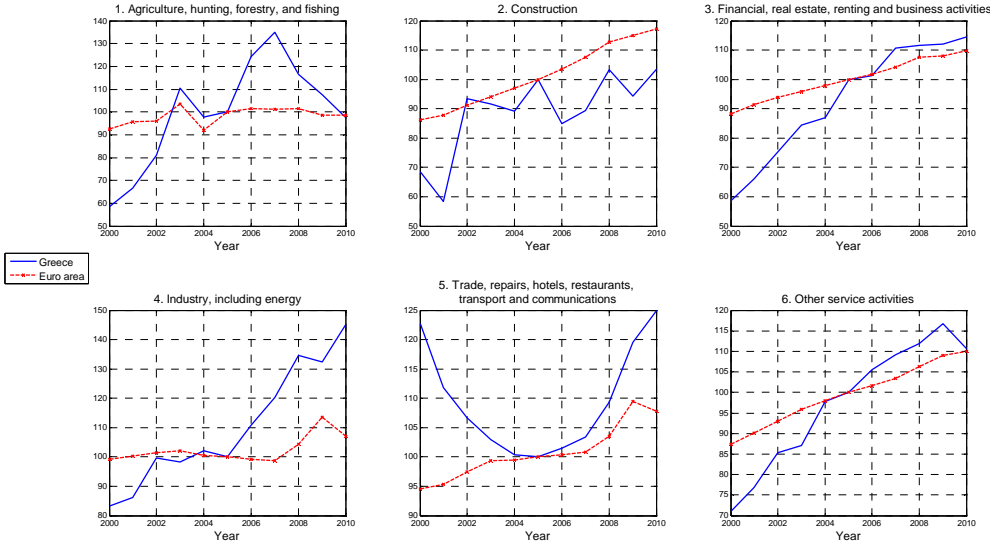 1. Agriculture, hunting, forestry, and fishing
140
130
120
110
100
90
80
70
60
50
2000 2002 2004 2006 2008 2010
Year
2. Construction
120
110
100
90
80
70
60
50
2000 2002 2004 2006 2008 2010
Year
3. Financial, real estate, renting and business activities
120
110
100
90
80
70
60
50
2000 2002 2004 2006 2008 2010
Year
Greece
Euro area
4. Industry, including energy
150
140
130
120
110
100
90
80
2000 2002 2004 2006 2008 2010
Year
5. Trade, repairs, hotels, restaurants,
transport and communications
125
120
115
110
105
100
95
90
2000 2002 2004 2006 2008 2010
Year
6. Other service activities
120
115
110
105
100
95
90
85
80
75
70
2000 2002 2004 2006 2008 2010
Year